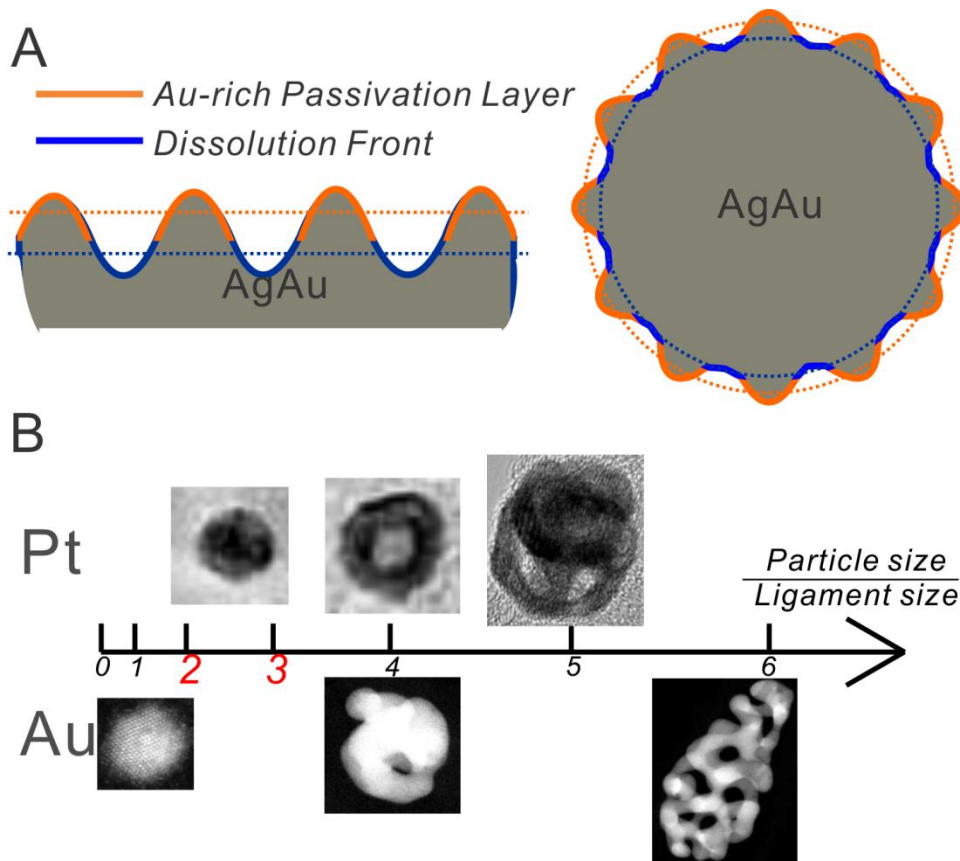 A
Au-rich Passivation Layer
Dissolution Front
AgAu
AgAu
B
Pt
Particle size
Ligament size
0 1 2 3 4 5 6
Au